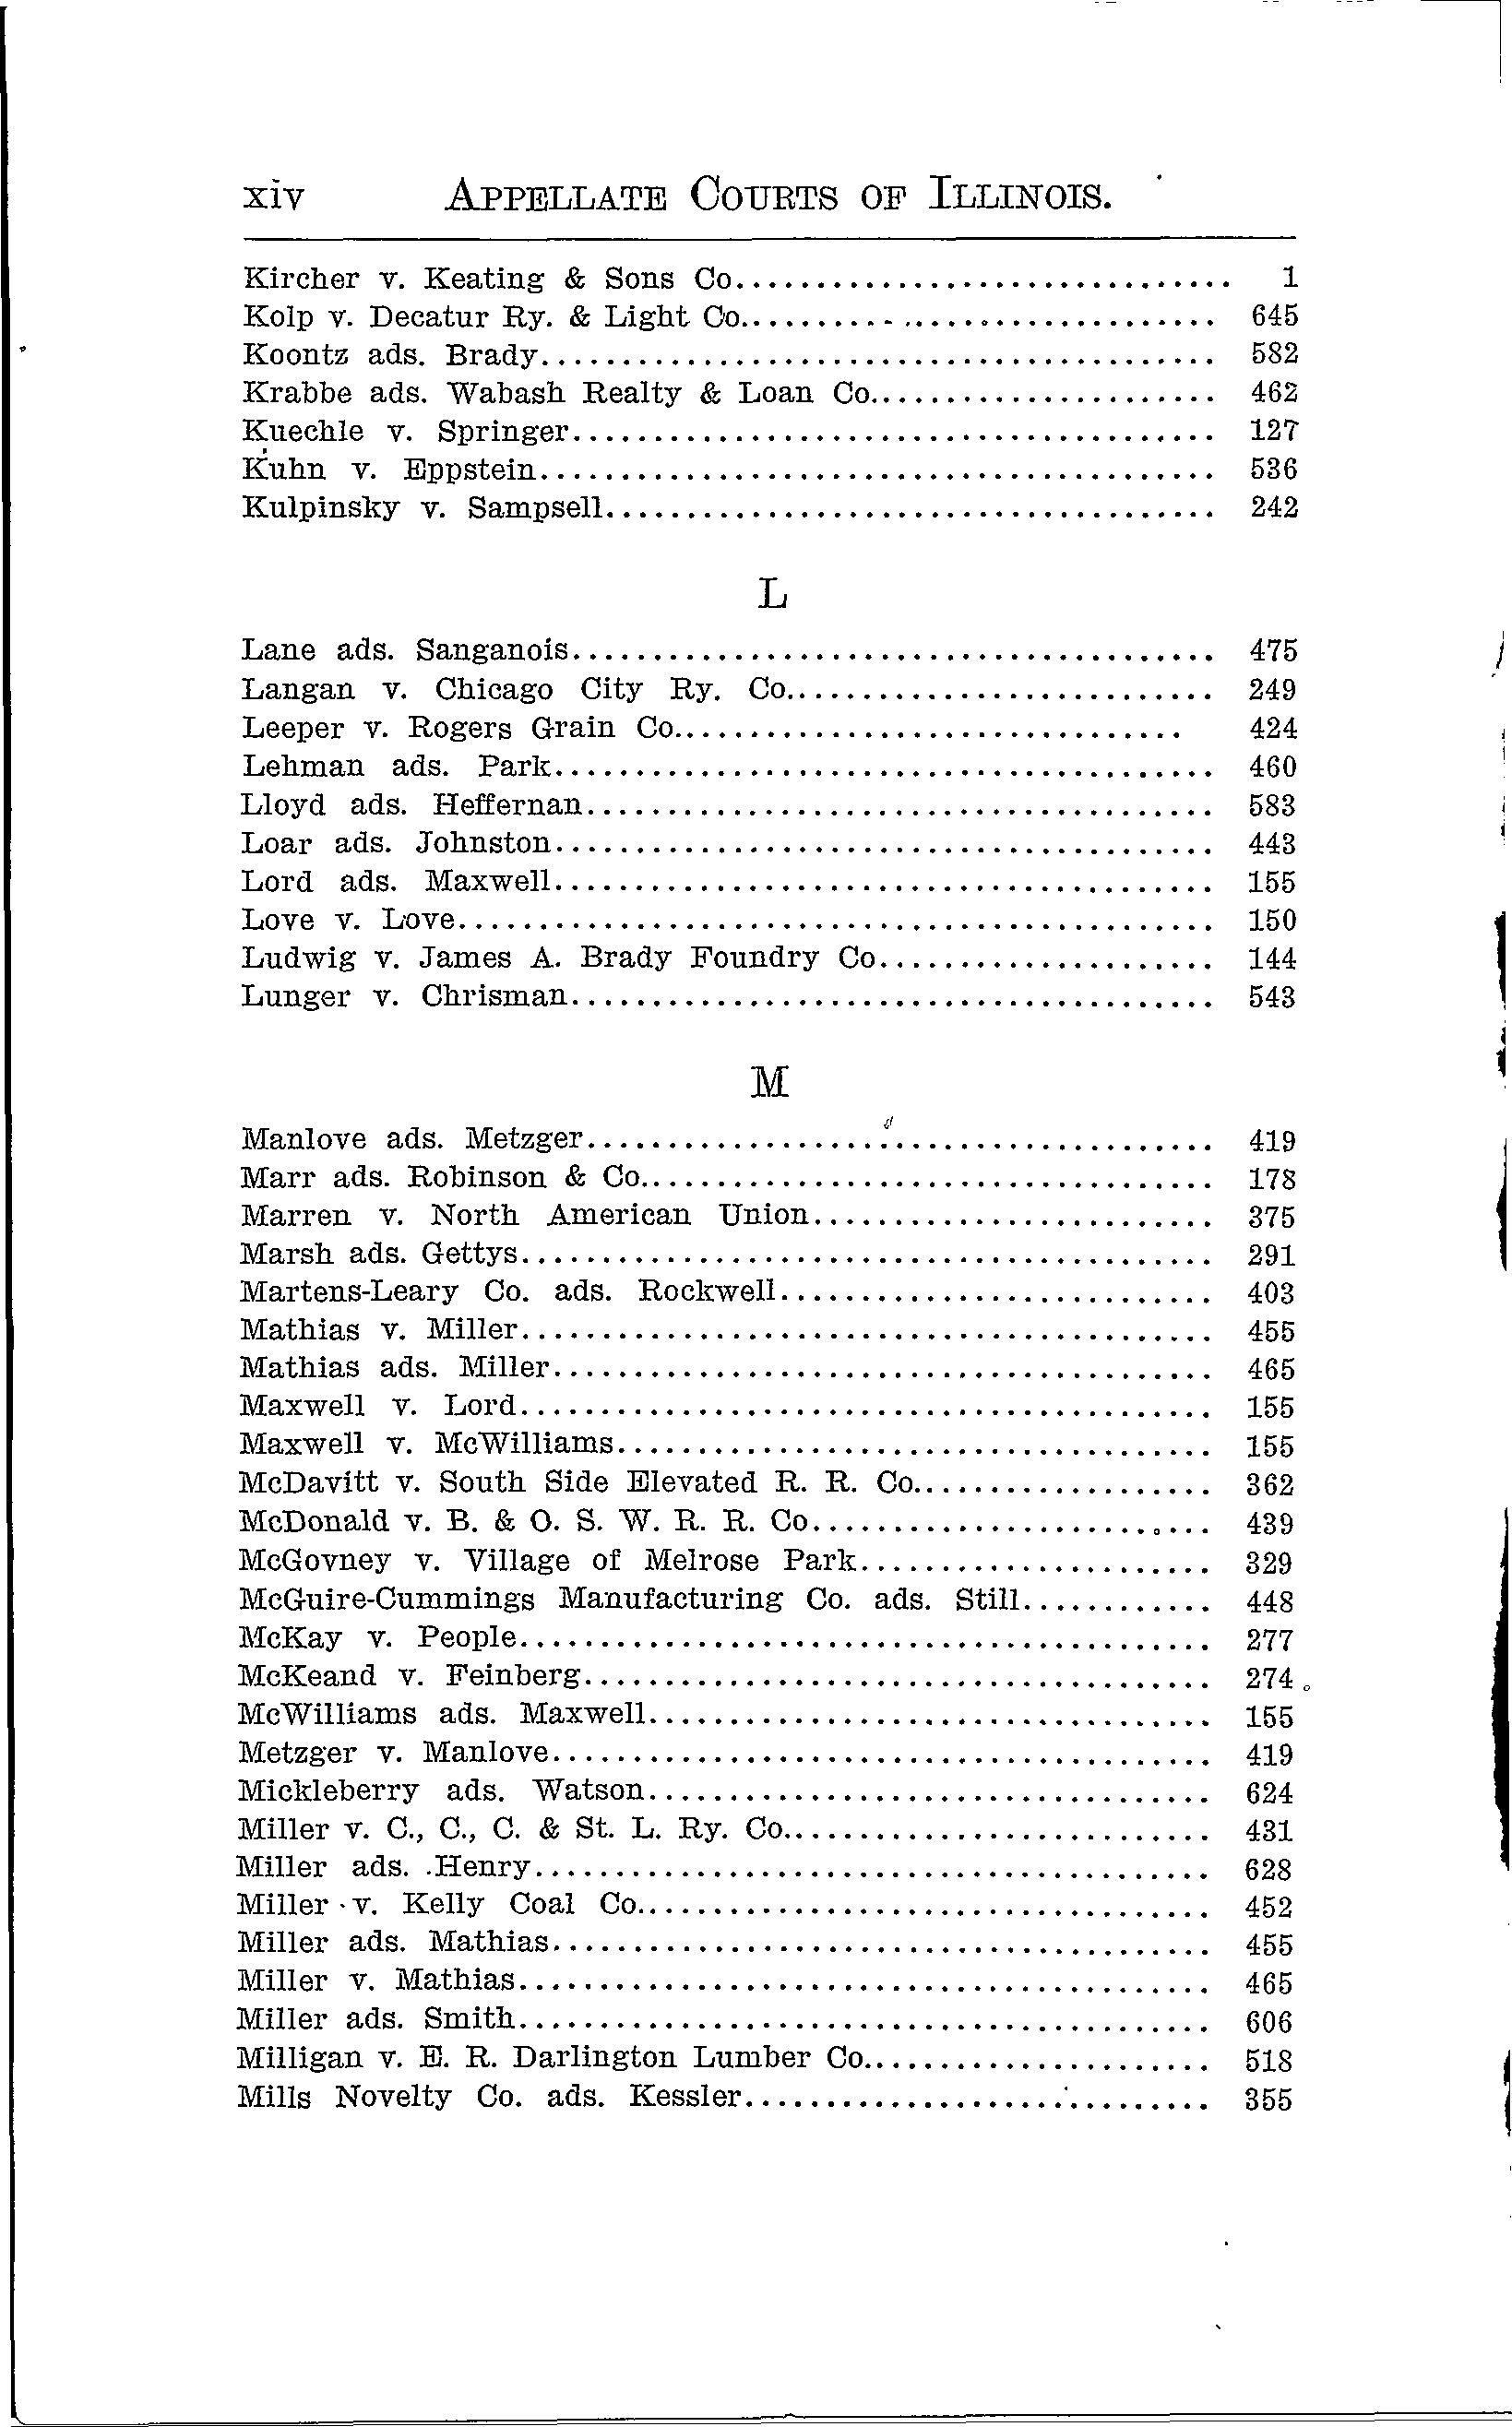 xiv APPELLATE COURTS OF ILLINOIS.
Kircher v. Keating & Sons Co............................... 1
Kolp v. Decatur Ry. & Light Co............................. 645
Koontz ads. Brady.......................................... 582
Krabbe ads. Wabash Realty & Loan Co...................... 462
Kuechle v. Springer........................................ 127
Kuhn v. Eppstein.......................................... 536
Kulpinsky v. Sampsell...................................... 242
L
Lane ads. Sanganois........................................ 475
Langan v. Chicago City Ry. Co........................... 249
Leeper v. Rogers Grain Co................................ 424
Lehman ads. Park......................................... 460
Lloyd ads. Heffernan....................................... 583
Loar ads. Johnston......................................... 443
Lord ads. Maxwell......................................... 155
Love v. Love............................................... 150
Ludwig v. James A. Brady Foundry Co..................... 144
Lunger v. Chrisman........................................ 543
M
Manlove ads. Metzger....................................... 419
Marr ads. Robinson & Co.................................... 178
Marren v. North American Union......................... 375
Marsh ads. Gettys........................................... 291
Martens-Leary Co. ads. Rockwell........................... 403
Mathias v. Miller........................................... 455
Mathias ads. Miller......................................... 465
Maxwell v. Lord........................................... 155
Maxwell v. McWilliams..................................... 155
McDavitt v. South Side Elevated R. R. Co................... 362
McDonald v. B. & O. S. W. R. R. Co......................... 439
McGovney v. Village of Melrose Park...................... 329
McGuire-Cummings Manufacturing Co. ads. Still............ 448
McKay v. People........................................... 277
McKeand v. Feinberg....................................... 274
McWilliams ads. Maxwell................................... 155
Metzger v. Manlove......................................... 419
Mickleberry ads. Watson................................... 624
Miller v. C., C., C. & St. L. Ry. Co........................... 431
Miller ads. Henry.......................................... 628
Miller v. Kelly Coal Co.................................... 452
Miller ads. Mathias......................................... 455
Miller v. Mathias........................................... 465
Miller ads. Smith........................................... 606
Milligan v. E. R. Darlington Lumber Co...................... 518
Mills Novelty Co. ads. Kessler............................. 355